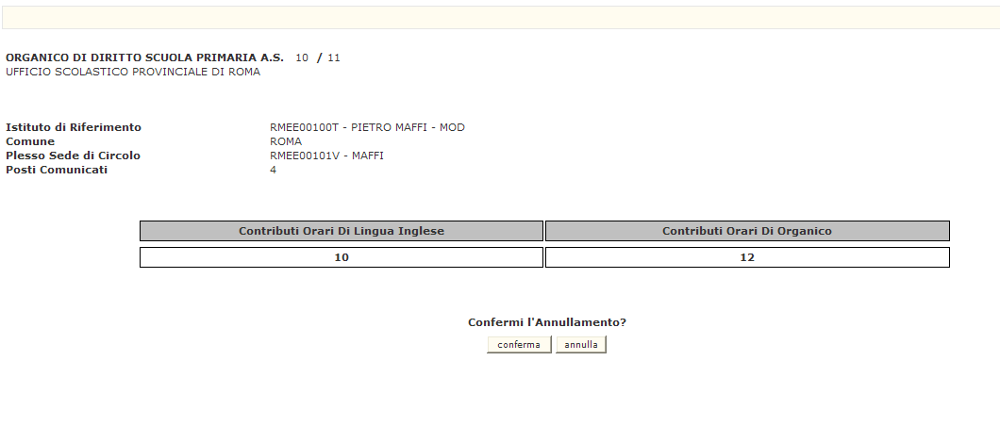 ORGANICO DI DIRITTO SCUOLA PRIMARIA A.S. 10 / 11
UFFICIO SCOLASTICO PROVINCIALE DI ROMA
Istituto di Riferimento RMEE00100T - PIETRO MAFFI - MOD
Comune ROMA
Plesso Sede di Circolo RMEE00101V - MAFFI
Posti Comunicati 4
Contributi Orari Di Lingua Inglese Contributi Orari Di Organico
10 12
Confermi l'Annullamento?
conferma annulla